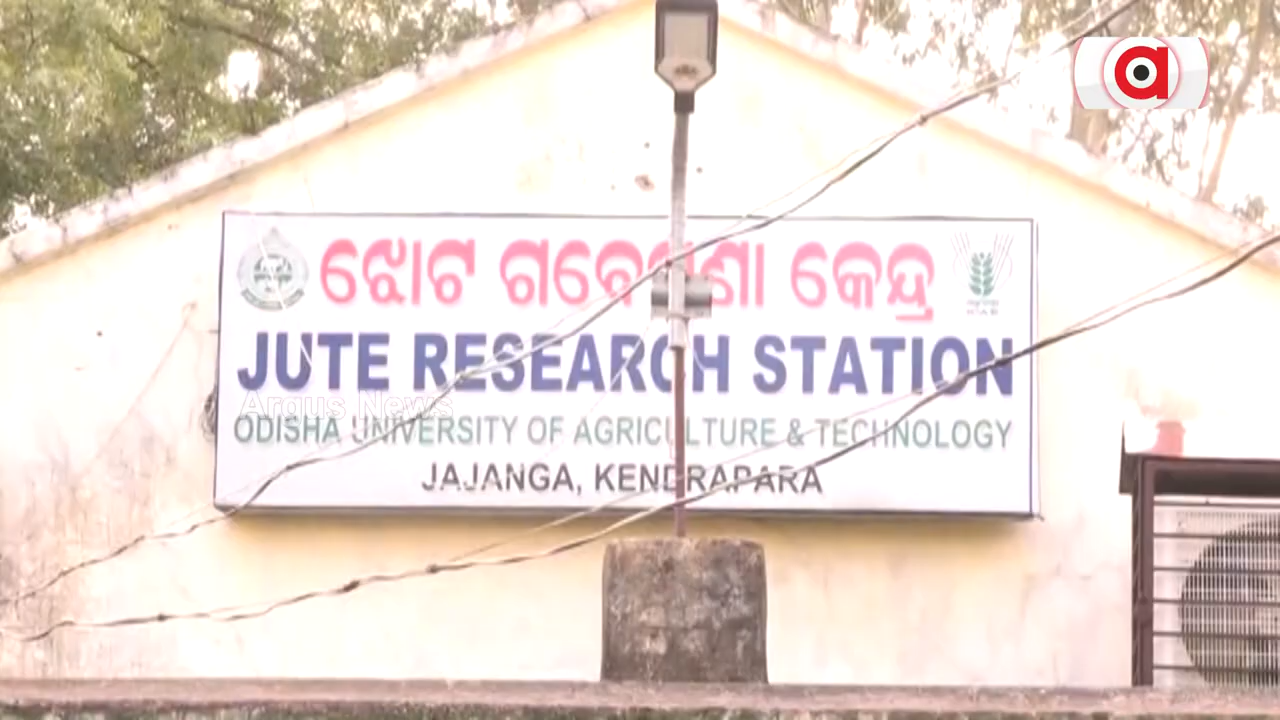 ଝୋଟ ଗବେଷଣା କେନ୍ଦ୍ର
JUTE RESEARCH STATION
Argus News
ODISHA UNIVERSITY OF AGRICULTURE & TECHNOLOGY
JAJANGA, KENDRAPARA